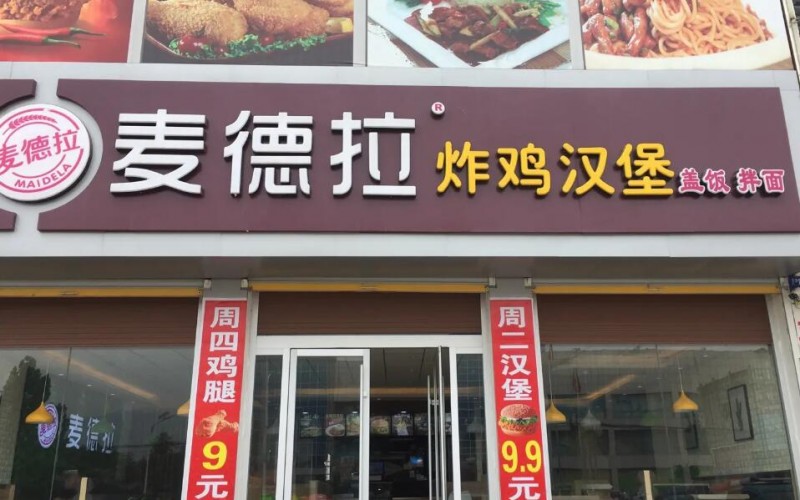 麦德拉
MAIDELA
麦德拉®
炸鸡汉堡
盖饭 拌面
周四鸡腿
9元
周二汉堡
9.9元
麦德拉